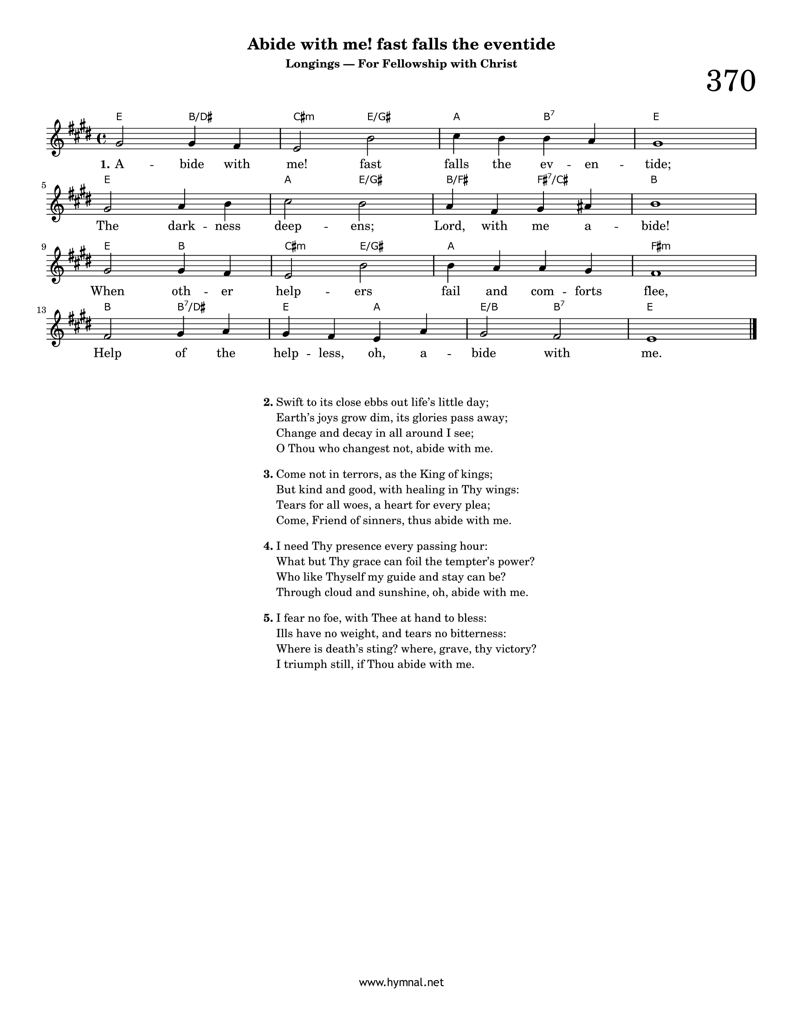 Abide with me! fast falls the eventide
Longings — For Fellowship with Christ
370
E B/D♯ C♯m E/G♯ A B7 E
1. A - bide with me! fast falls the ev - en - tide;
5
E A E/G♯ B/F♯ F♯7/C♯ B
The dark - ness deep - ens; Lord, with me a - bide!
9
E B C♯m E/G♯ A F♯m
When oth - er help - ers fail and com - forts flee,
13
B B7/D♯ E A E/B B7 E
Help of the help - less, oh, a - bide with me.
2. Swift to its close ebbs out life's little day;
Earth's joys grow dim, its glories pass away;
Change and decay in all around I see;
O Thou who changest not, abide with me.
3. Come not in terrors, as the King of kings;
But kind and good, with healing in Thy wings:
Tears for all woes, a heart for every plea;
Come, Friend of sinners, thus abide with me.
4. I need Thy presence every passing hour:
What but Thy grace can foil the tempter's power?
Who like Thyself my guide and stay can be?
Through cloud and sunshine, oh, abide with me.
5. I fear no foe, with Thee at hand to bless:
Ills have no weight, and tears no bitterness:
Where is death's sting? where, grave, thy victory?
I triumph still, if Thou abide with me.
www.hymnal.net